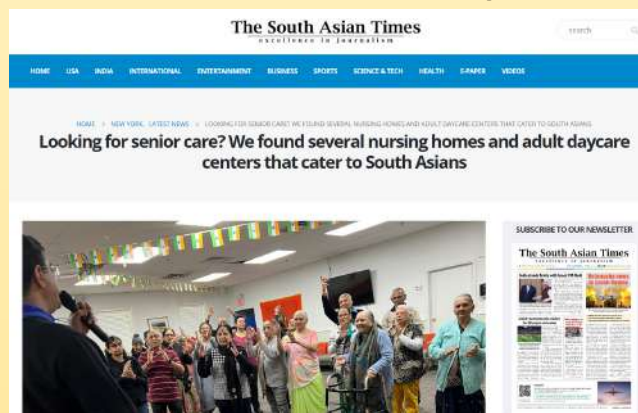 The South Asian Times
excellence in journalism
search
HOME USA INDIA INTERNATIONAL ENTERTAINMENT BUSINESS SPORTS SCIENCE & TECH HEALTH E-PAPER VIDEOS
HOME NEW YORK, LATEST NEWS LOOKING FOR SENIOR CARE? WE FOUND SEVERAL NURSING HOMES AND ADULT DAYCARE CENTERS THAT CATER TO SOUTH ASIANS
Looking for senior care? We found several nursing homes and adult daycare
centers that cater to South Asians
SUBSCRIBE TO OUR NEWSLETTER
The South Asian Times
excellence in journalism